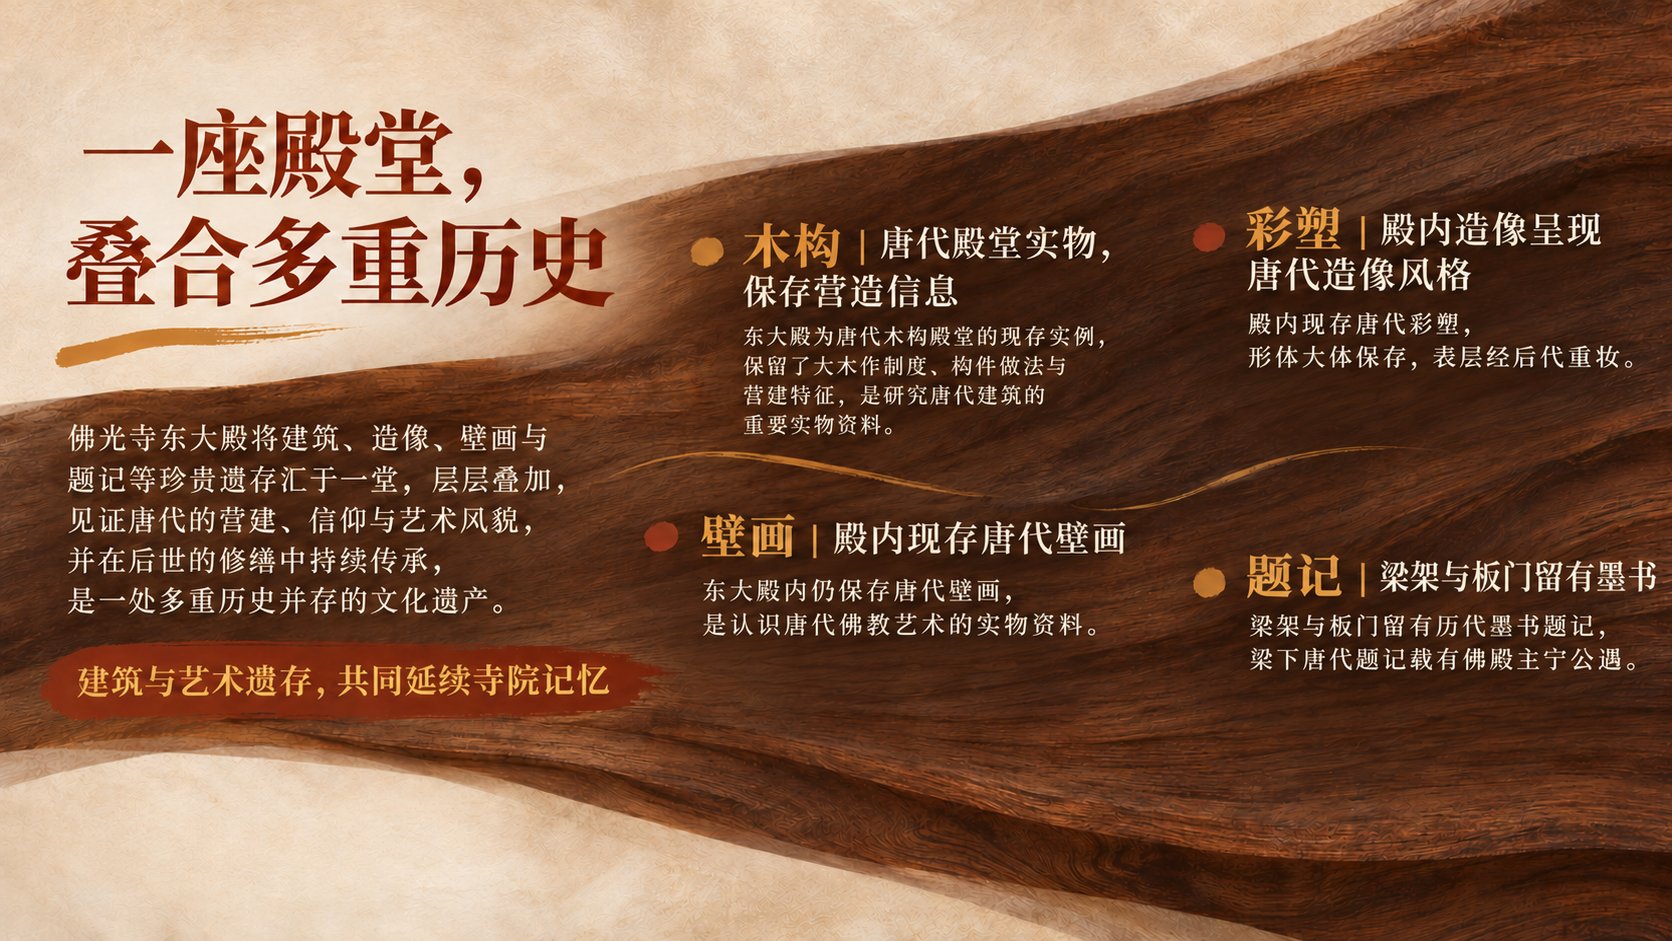 一座殿堂，
叠合多重历史
佛光寺东大殿将建筑、造像、壁画与
题记等珍贵遗存汇于一堂，层层叠加，
见证唐代的营建、信仰与艺术风貌，
并在后世的修缮中持续传承，
是一处多重历史并存的文化遗产。
建筑与艺术遗存，共同延续寺院记忆
木构｜唐代殿堂实物，
保存营造信息
东大殿为唐代木构殿堂的现存实例，
保留了大木作制度、构件做法与
营建特征，是研究唐代建筑的
重要实物资料。
彩塑｜殿内造像呈现
唐代造像风格
殿内现存唐代彩塑，
形体大体保存，表层经后代重妆。
壁画｜殿内现存唐代壁画
东大殿内仍保存唐代壁画，
是认识唐代佛教艺术的实物资料。
题记｜梁架与板门留有墨书
梁架与板门留有历代墨书题记，
梁下唐代题记载有佛殿主宁公遇。